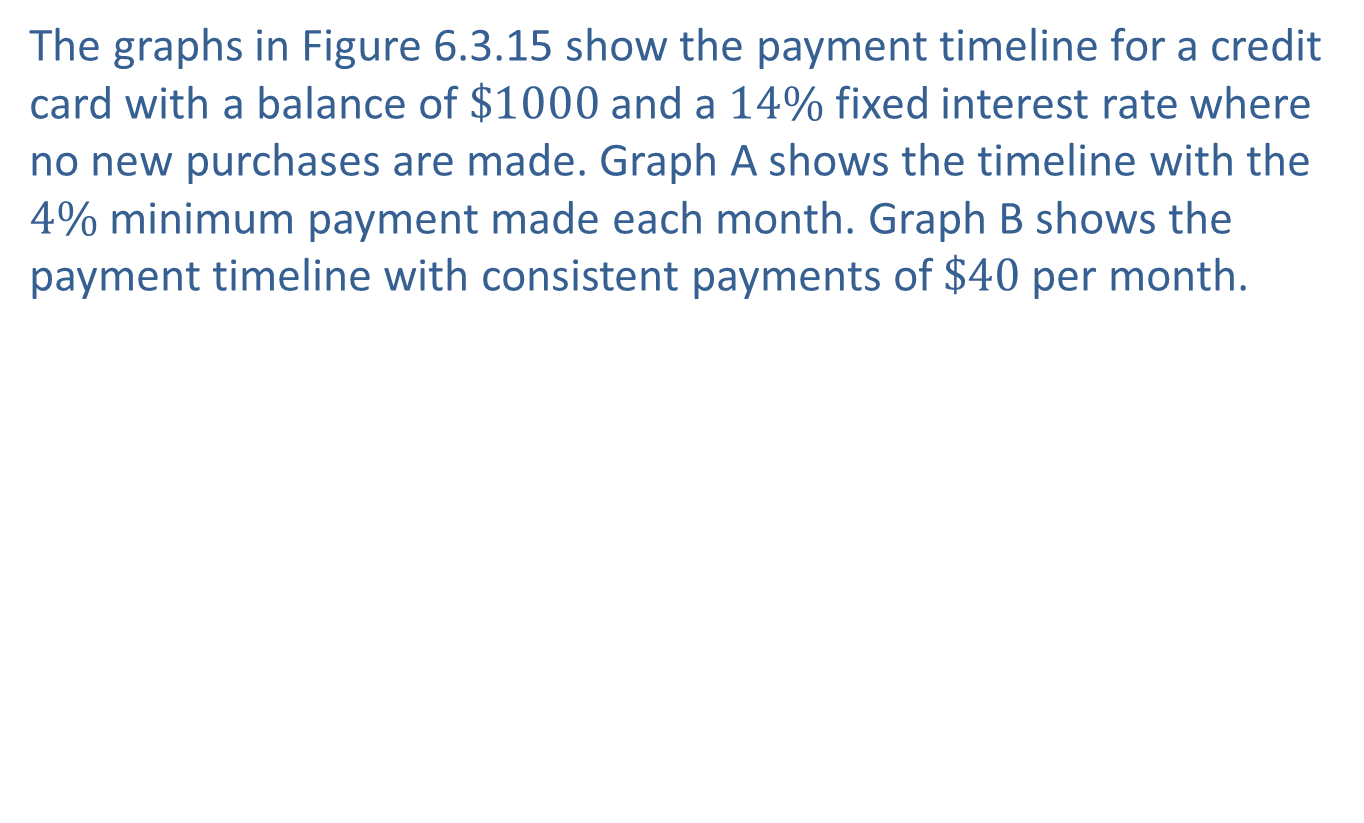 The graphs in Figure 6.3.15 show the payment timeline for a credit
card with a balance of $1000 and a 14% fixed interest rate where
no new purchases are made. Graph A shows the timeline with the
4% minimum payment made each month. Graph B shows the
payment timeline with consistent payments of $40 per month.